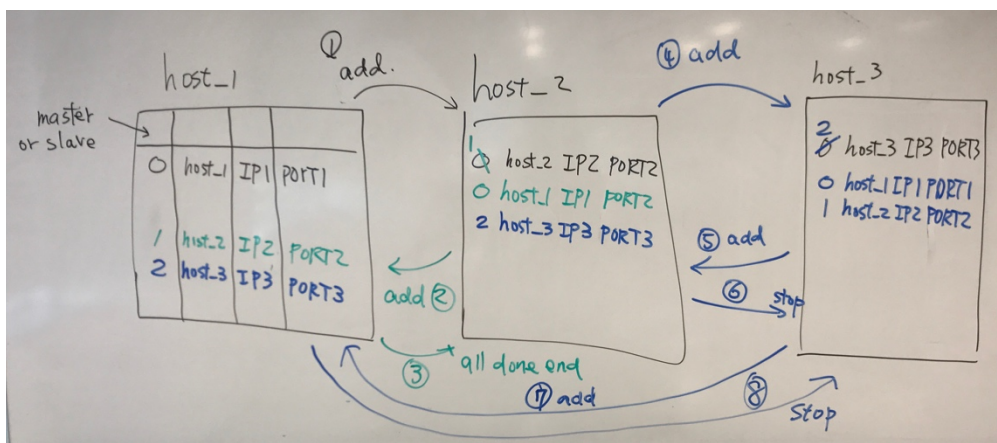 ① add.
④ add
host_1
host_2
host_3
master
or slave
0 host_1 IP1 PORT1
1 host_2 IP2 PORT2
2 host_3 IP3 PORT3
1 0 host_2 IP2 PORT2
0 host_1 IP1 PORT2
2 host_3 IP3 PORT3
2 0 host_3 IP3 PORT3
0 host_1 IP1 PORT1
1 host_2 IP2 PORT2
add ②
③ all done end
⑤ add
⑥ stop
⑦ add
⑧ Stop